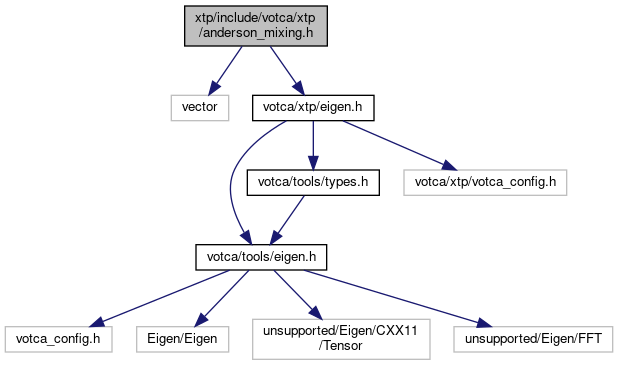 xtp/include/votca/xtp
/anderson_mixing.h
vector
votca/xtp/eigen.h
votca/tools/types.h
votca/xtp/votca_config.h
votca/tools/eigen.h
votca_config.h
Eigen/Eigen
unsupported/Eigen/CXX11
/Tensor
unsupported/Eigen/FFT